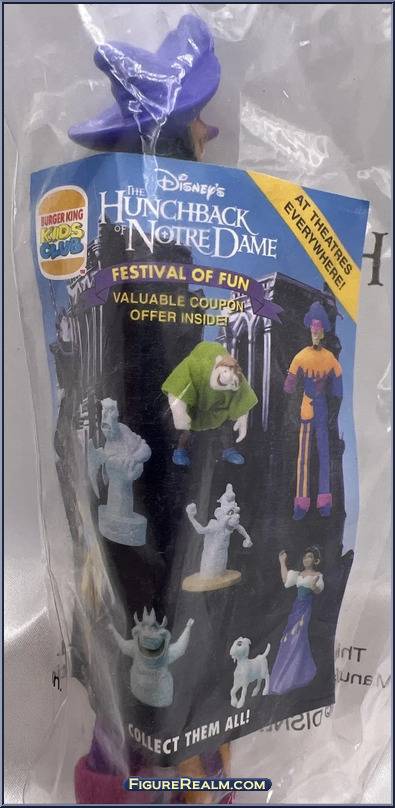 BURGER KING
KIDS
CLUB
Disney's
THE
HUNCHBACK
OF NOTRE DAME
AT THEATRES
EVERYWHERE!
FESTIVAL OF FUN
VALUABLE COUPON
OFFER INSIDE!
COLLECT THEM ALL!
FIGUREREALM.COM